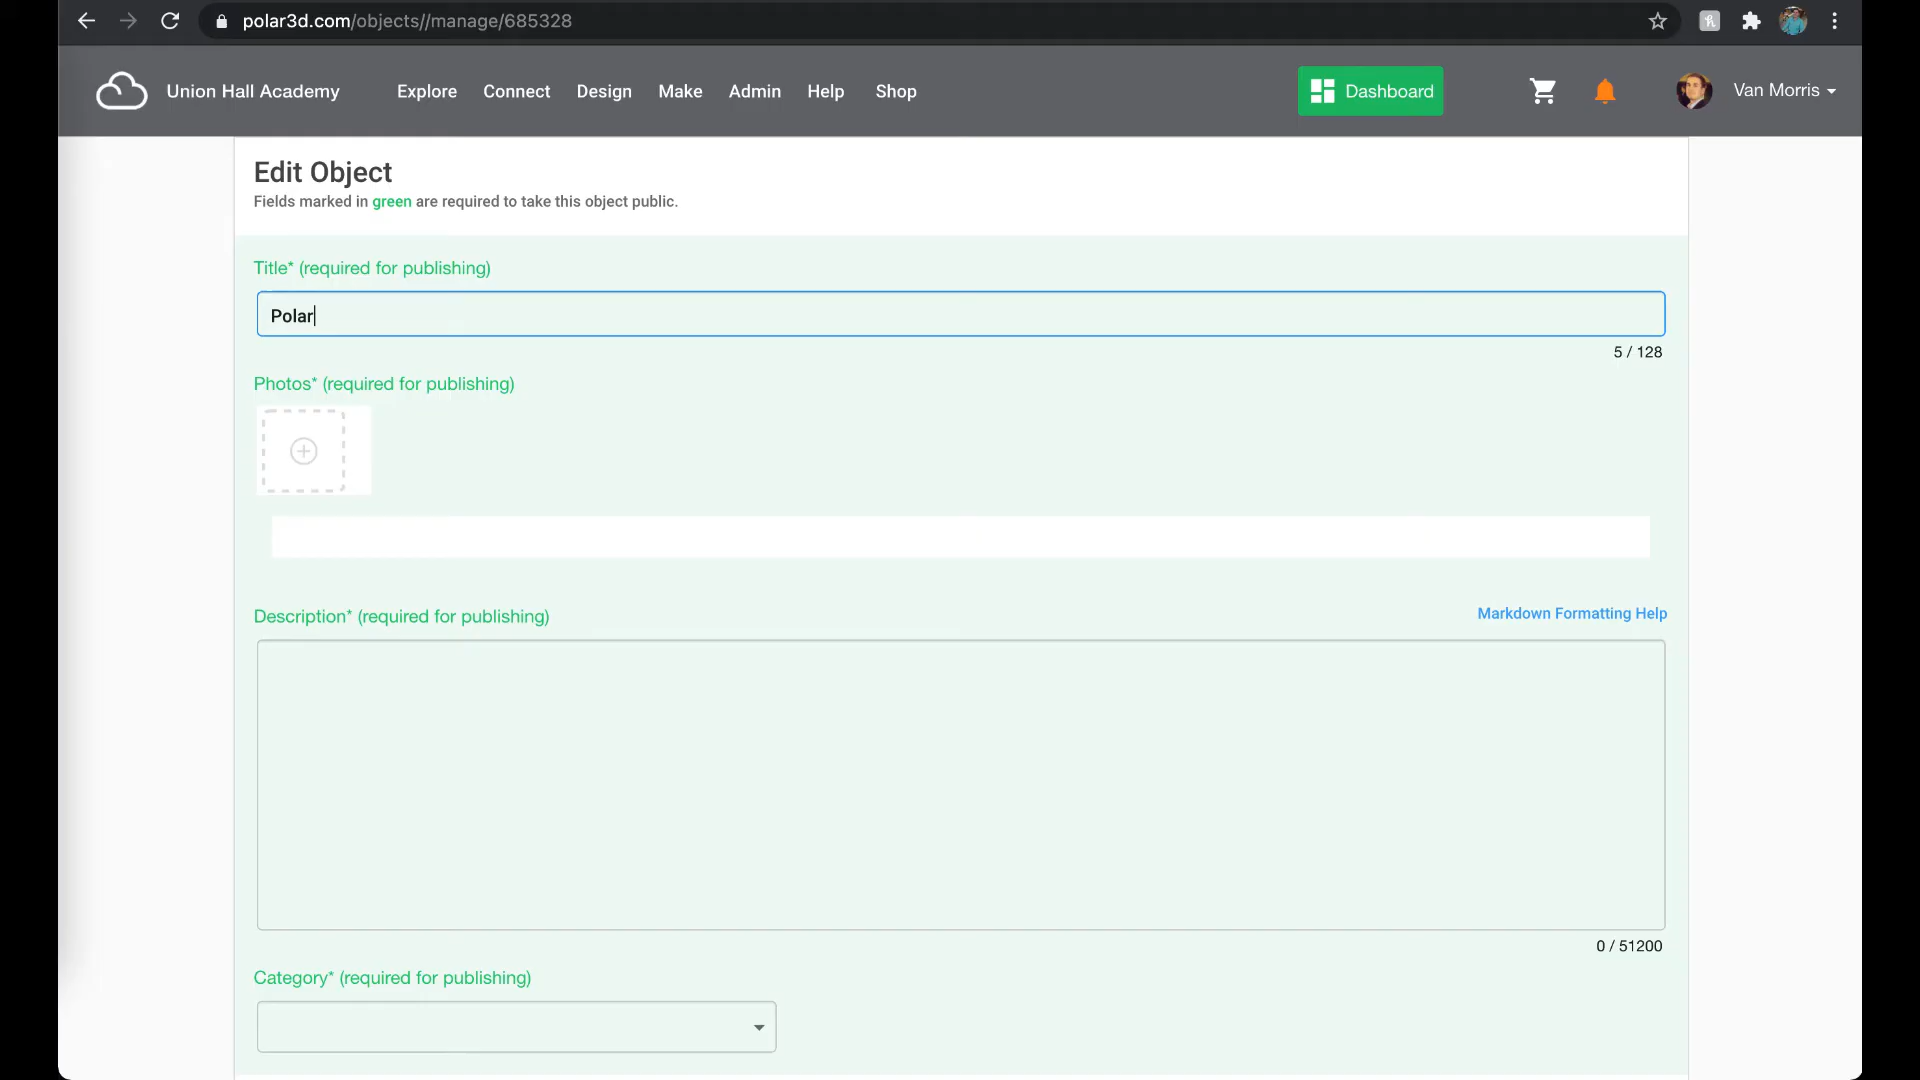 polar3d.com/objects//manage/685328
Union Hall Academy Explore Connect Design Make Admin Help Shop Dashboard Van Morris
Edit Object
Fields marked in green are required to take this object public.
Title* (required for publishing)
Polar
5 / 128
Photos* (required for publishing)
Description* (required for publishing) Markdown Formatting Help
0 / 51200
Category* (required for publishing)